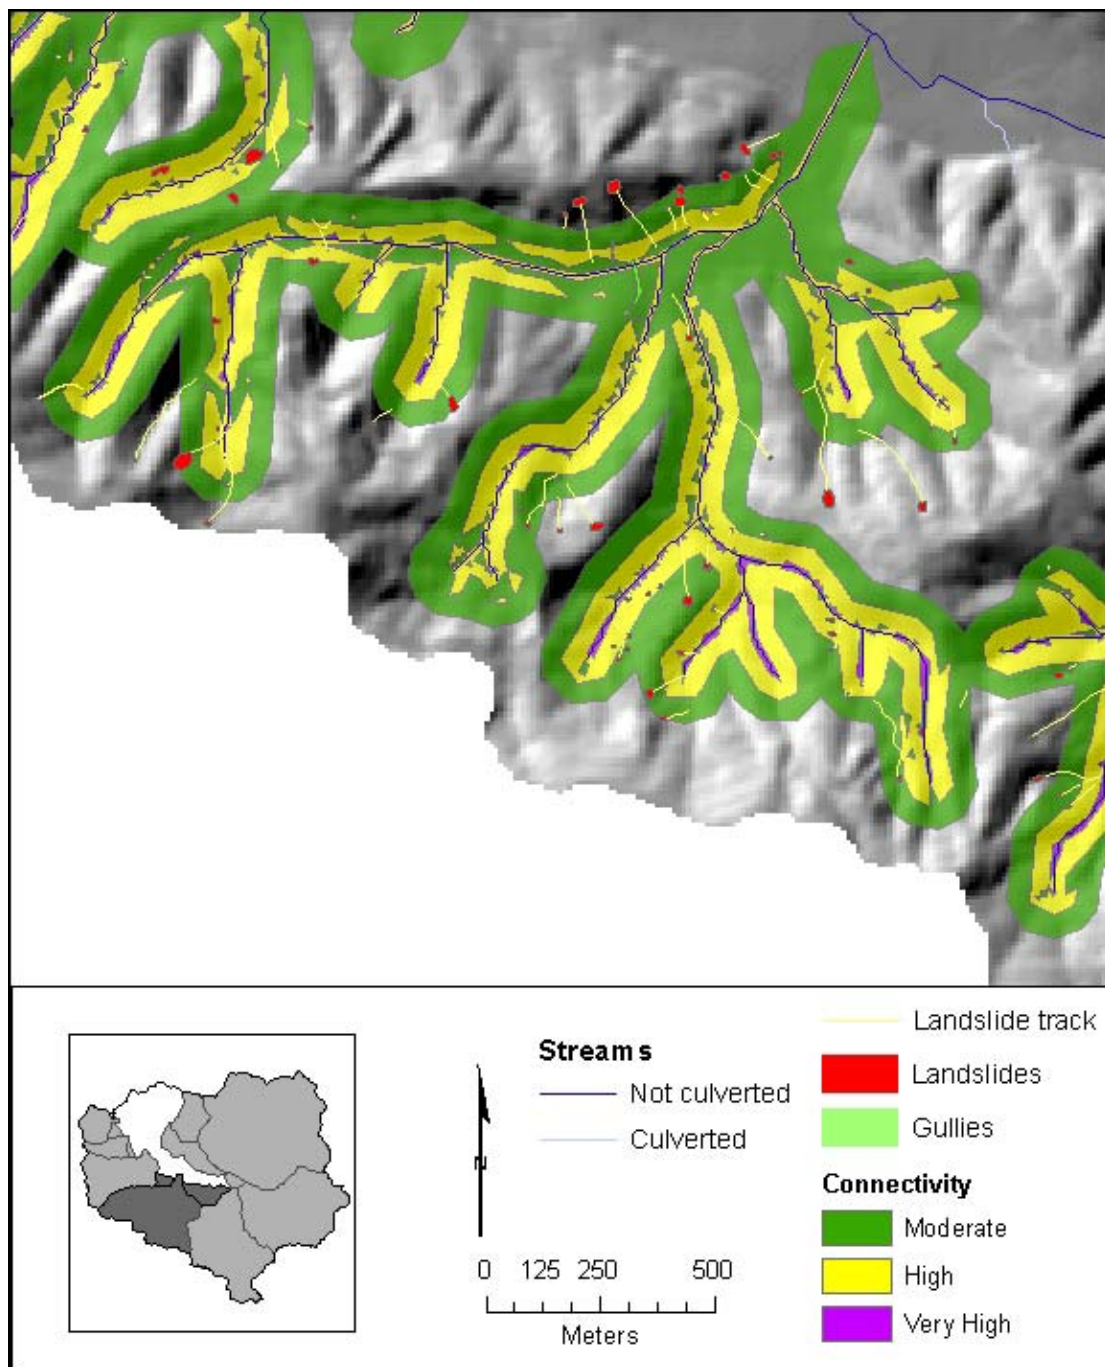 Streams
Not culverted
Culverted
N
0 125 250 500
Meters
Landslide track
Landslides
Gullies
Connectivity
Moderate
High
Very High